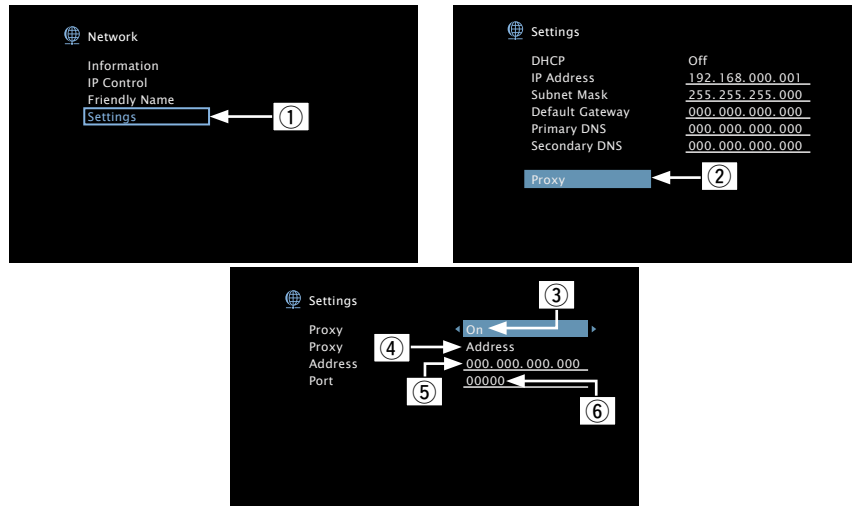 Network
Information
IP Control
Friendly Name
Settings
1
Settings
DHCP Off
IP Address 192.168.000.001
Subnet Mask 255.255.255.000
Default Gateway 000.000.000.000
Primary DNS 000.000.000.000
Secondary DNS 000.000.000.000
Proxy
2
Settings
3
Proxy On
Proxy 4 Address
Address 000.000.000.000
5
Port 00000
6